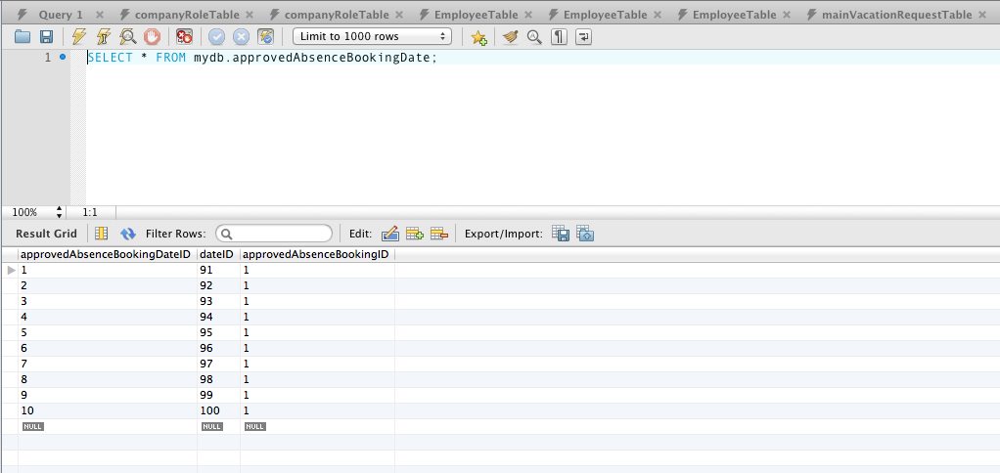 Query 1 companyRoleTable companyRoleTable EmployeeTable EmployeeTable EmployeeTable mainVacationRequestTable
Limit to 1000 rows
1 SELECT * FROM mydb.approvedAbsenceBookingDate;
100% 1:1
Result Grid Filter Rows: Edit: Export/Import:
approvedAbsenceBookingDateID dateID approvedAbsenceBookingID
1 91 1
2 92 1
3 93 1
4 94 1
5 95 1
6 96 1
7 97 1
8 98 1
9 99 1
10 100 1
NULL NULL NULL